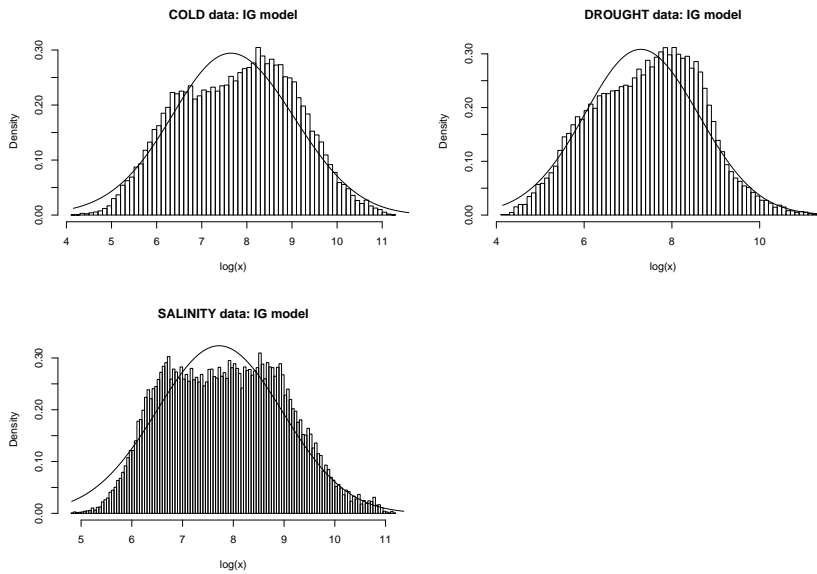 COLD data: IG model
Density
0.00 0.10 0.20 0.30
4 5 6 7 8 9 10 11
log(x)
DROUGHT data: IG model
Density
0.00 0.10 0.20 0.30
4 6 8 10
log(x)
SALINITY data: IG model
Density
0.00 0.10 0.20 0.30
5 6 7 8 9 10 11
log(x)